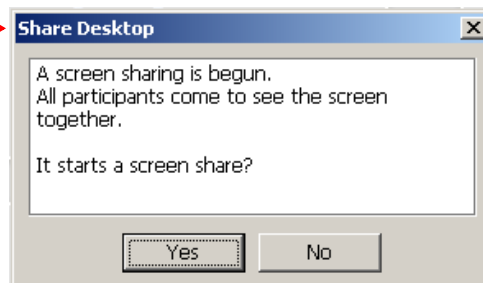 Share Desktop
A screen sharing is begun.
All participants come to see the screen
together.
It starts a screen share?
Yes
No